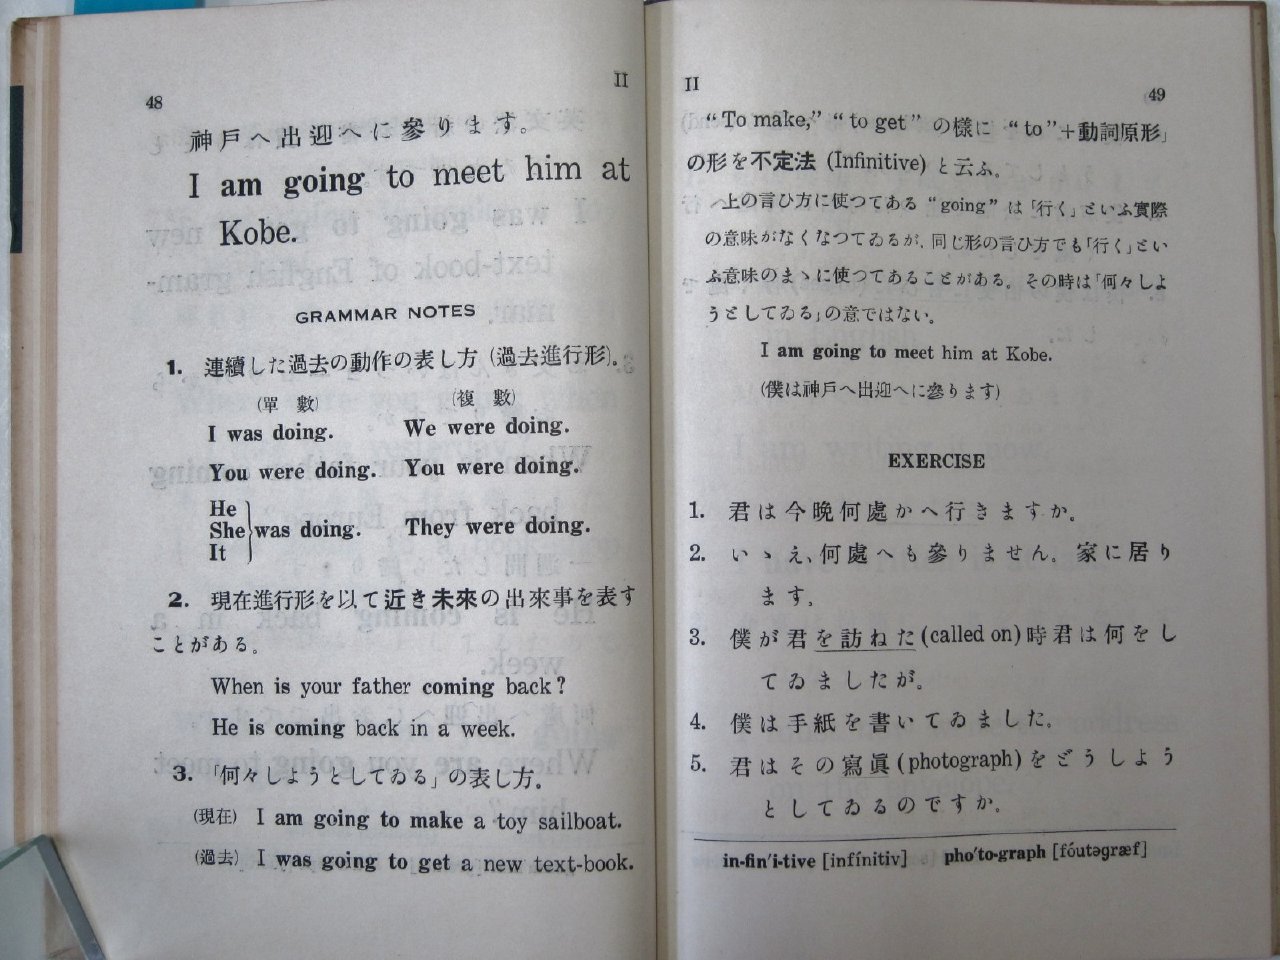 48
II
神戸へ出迎へに參ります。
I am going to meet him at
Kobe.
GRAMMAR NOTES
1. 連續した過去の動作の表し方 (過去進行形)。
(單 數) (複 數)
I was doing. We were doing.
You were doing. You were doing.
He
She was doing. They were doing.
It
2. 現在進行形を以て近き未來の出來事を表す
ことがある。
When is your father coming back?
He is coming back in a week.
3. 「何々しようとしてゐる」の表し方。
(現在) I am going to make a toy sailboat.
(過去) I was going to get a new text-book.
II
49
“To make,” “to get” の樣に “to”+動詞原形」
の形を不定法 (Infinitive) と云ふ。
上の言ひ方に使つてある “going” は「行く」といふ實際
の意味がなくなつてゐるが、同じ形の言ひ方でも「行く」とい
ふ意味のまゝに使つてあることがある。その時は「何々しよ
うとしてゐる」の意ではない。
I am going to meet him at Kobe.
(僕は神戸へ出迎へに參ります)
EXERCISE
1. 君は今晩何處かへ行きますか。
2. いゝえ、何處へも參りません。家に居り
ます。
3. 僕が君を訪ねた(called on)時君は何をし
てゐましたが。
4. 僕は手紙を書いてゐました。
5. 君はその寫眞(photograph)をどうしよう
としてゐるのですか。
in-fin′i-tive [infínitiv] pho′to-graph [fóutəgræf]